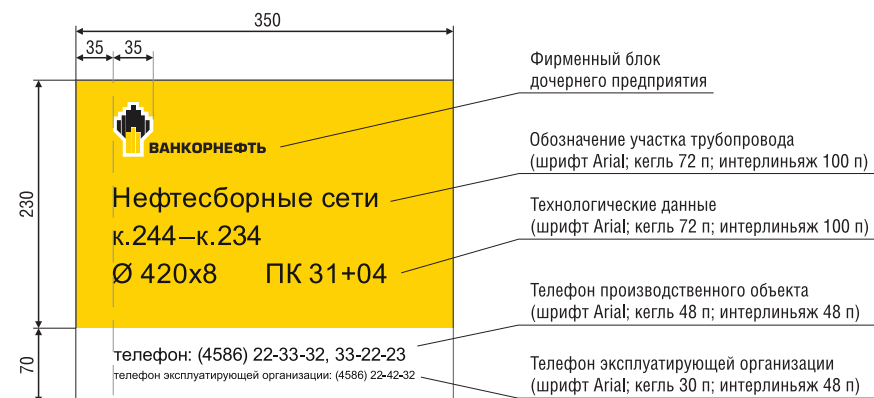 350
35 35
230
70
ВАНКОРНЕФТЬ
Нефтесборные сети
к.244–к.234
Ø 420х8 ПК 31+04
телефон: (4586) 22-33-32, 33-22-23
телефон эксплуатирующей организации: (4586) 22-42-32
Фирменный блок
дочернего предприятия
Обозначение участка трубопровода
(шрифт Arial; кегль 72 п; интерлиньяж 100 п)
Технологические данные
(шрифт Arial; кегль 72 п; интерлиньяж 100 п)
Телефон производственного объекта
(шрифт Arial; кегль 48 п; интерлиньяж 48 п)
Телефон эксплуатирующей организации
(шрифт Arial; кегль 30 п; интерлиньяж 48 п)